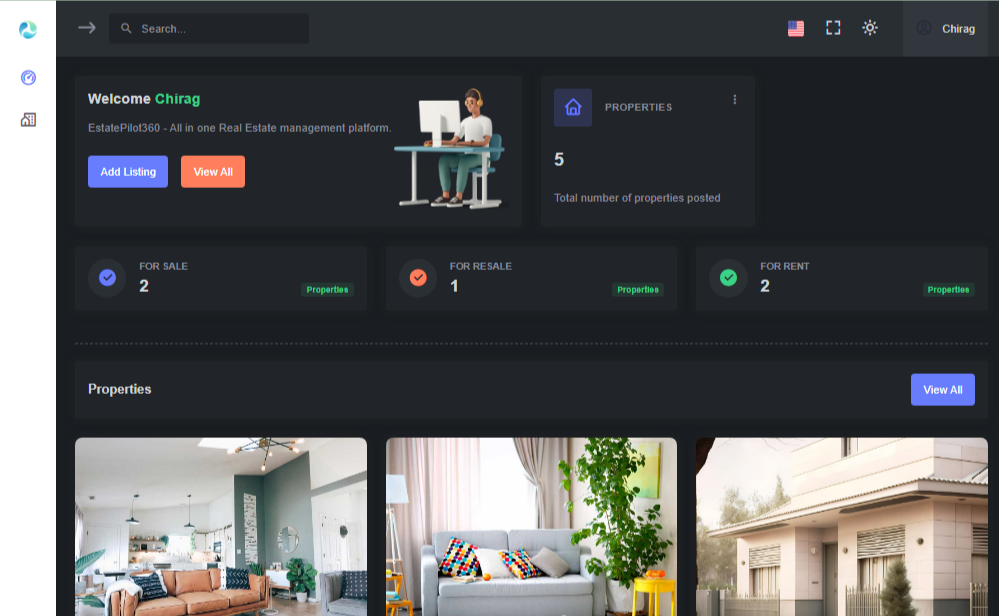 Search...
Chirag
Welcome Chirag
EstatePilot360 - All in one Real Estate management platform.
Add Listing
View All
PROPERTIES
5
Total number of properties posted
FOR SALE
2
Properties
FOR RESALE
1
Properties
FOR RENT
2
Properties
Properties
View All